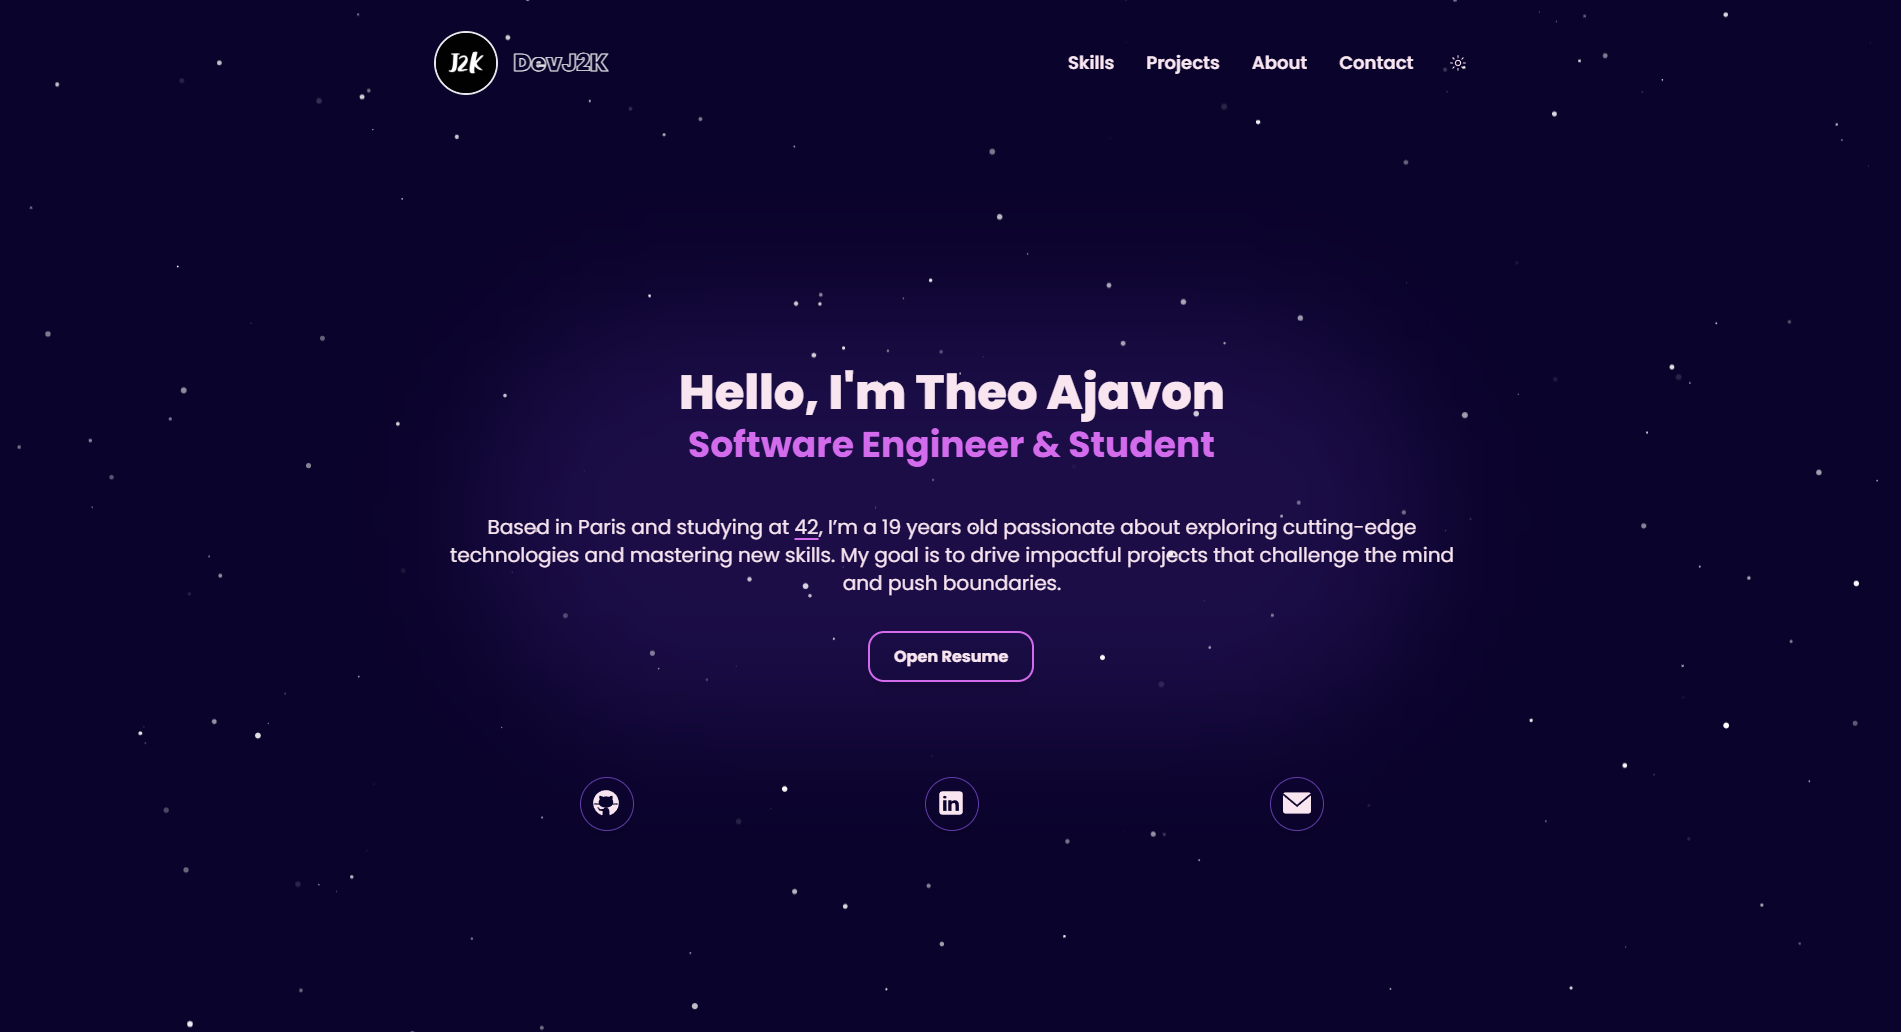 J2K
DevJ2K
Skills
Projects
About
Contact
Hello, I'm Theo Ajavon
Software Engineer & Student
Based in Paris and studying at 42, I’m a 19 years old passionate about exploring cutting-edge
technologies and mastering new skills. My goal is to drive impactful projects that challenge the mind
and push boundaries.
Open Resume
in